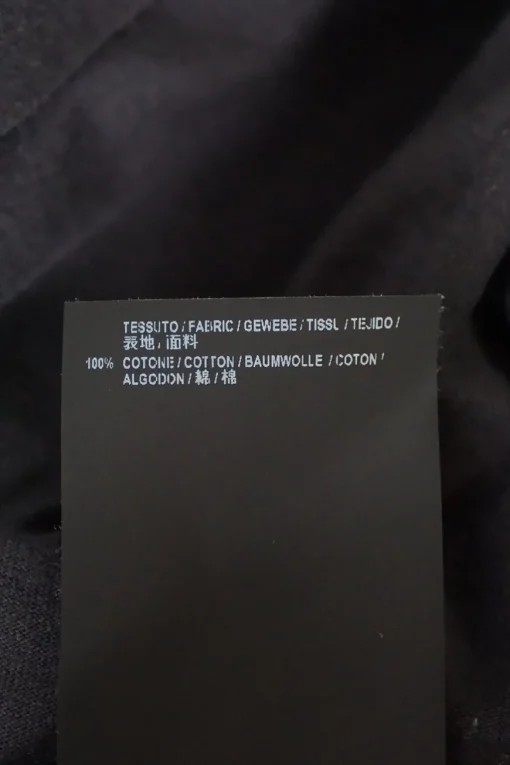 TESSUTO / FABRIC / GEWEBE / TISSU / TEJIDO /
表地 / 面料
100% COTONE / COTTON / BAUMWOLLE / COTON /
ALGODON / 綿 / 棉